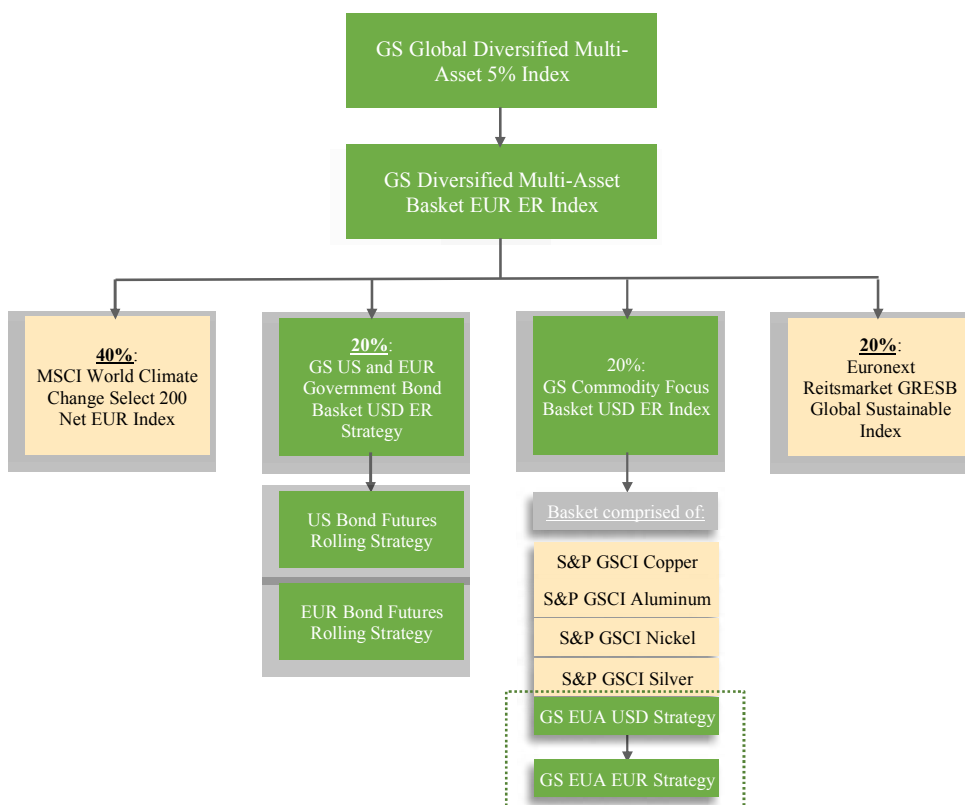 GS Global Diversified Multi-
Asset 5% Index
GS Diversified Multi-Asset
Basket EUR ER Index
40%:
MSCI World Climate
Change Select 200
Net EUR Index
20%:
GS US and EUR
Government Bond
Basket USD ER
Strategy
20%:
GS Commodity Focus
Basket USD ER Index
20%:
Euronext
Reitsmarket GRESB
Global Sustainable
Index
US Bond Futures
Rolling Strategy
EUR Bond Futures
Rolling Strategy
Basket comprised of:
S&P GSCI Copper
S&P GSCI Aluminum
S&P GSCI Nickel
S&P GSCI Silver
GS EUA USD Strategy
GS EUA EUR Strategy